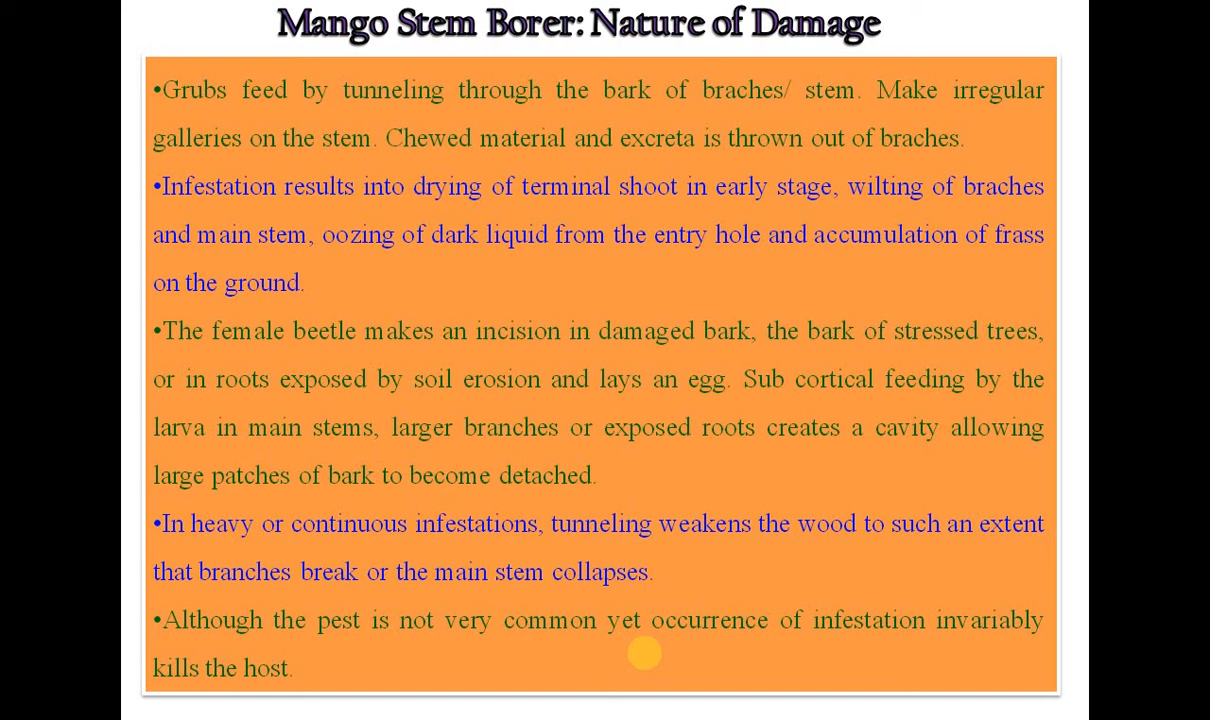 Mango Stem Borer: Nature of Damage
•Grubs feed by tunneling through the bark of braches/ stem. Make irregular
galleries on the stem. Chewed material and excreta is thrown out of braches.
•Infestation results into drying of terminal shoot in early stage, wilting of braches
and main stem, oozing of dark liquid from the entry hole and accumulation of frass
on the ground.
•The female beetle makes an incision in damaged bark, the bark of stressed trees,
or in roots exposed by soil erosion and lays an egg. Sub cortical feeding by the
larva in main stems, larger branches or exposed roots creates a cavity allowing
large patches of bark to become detached.
•In heavy or continuous infestations, tunneling weakens the wood to such an extent
that branches break or the main stem collapses.
•Although the pest is not very common yet occurrence of infestation invariably
kills the host.